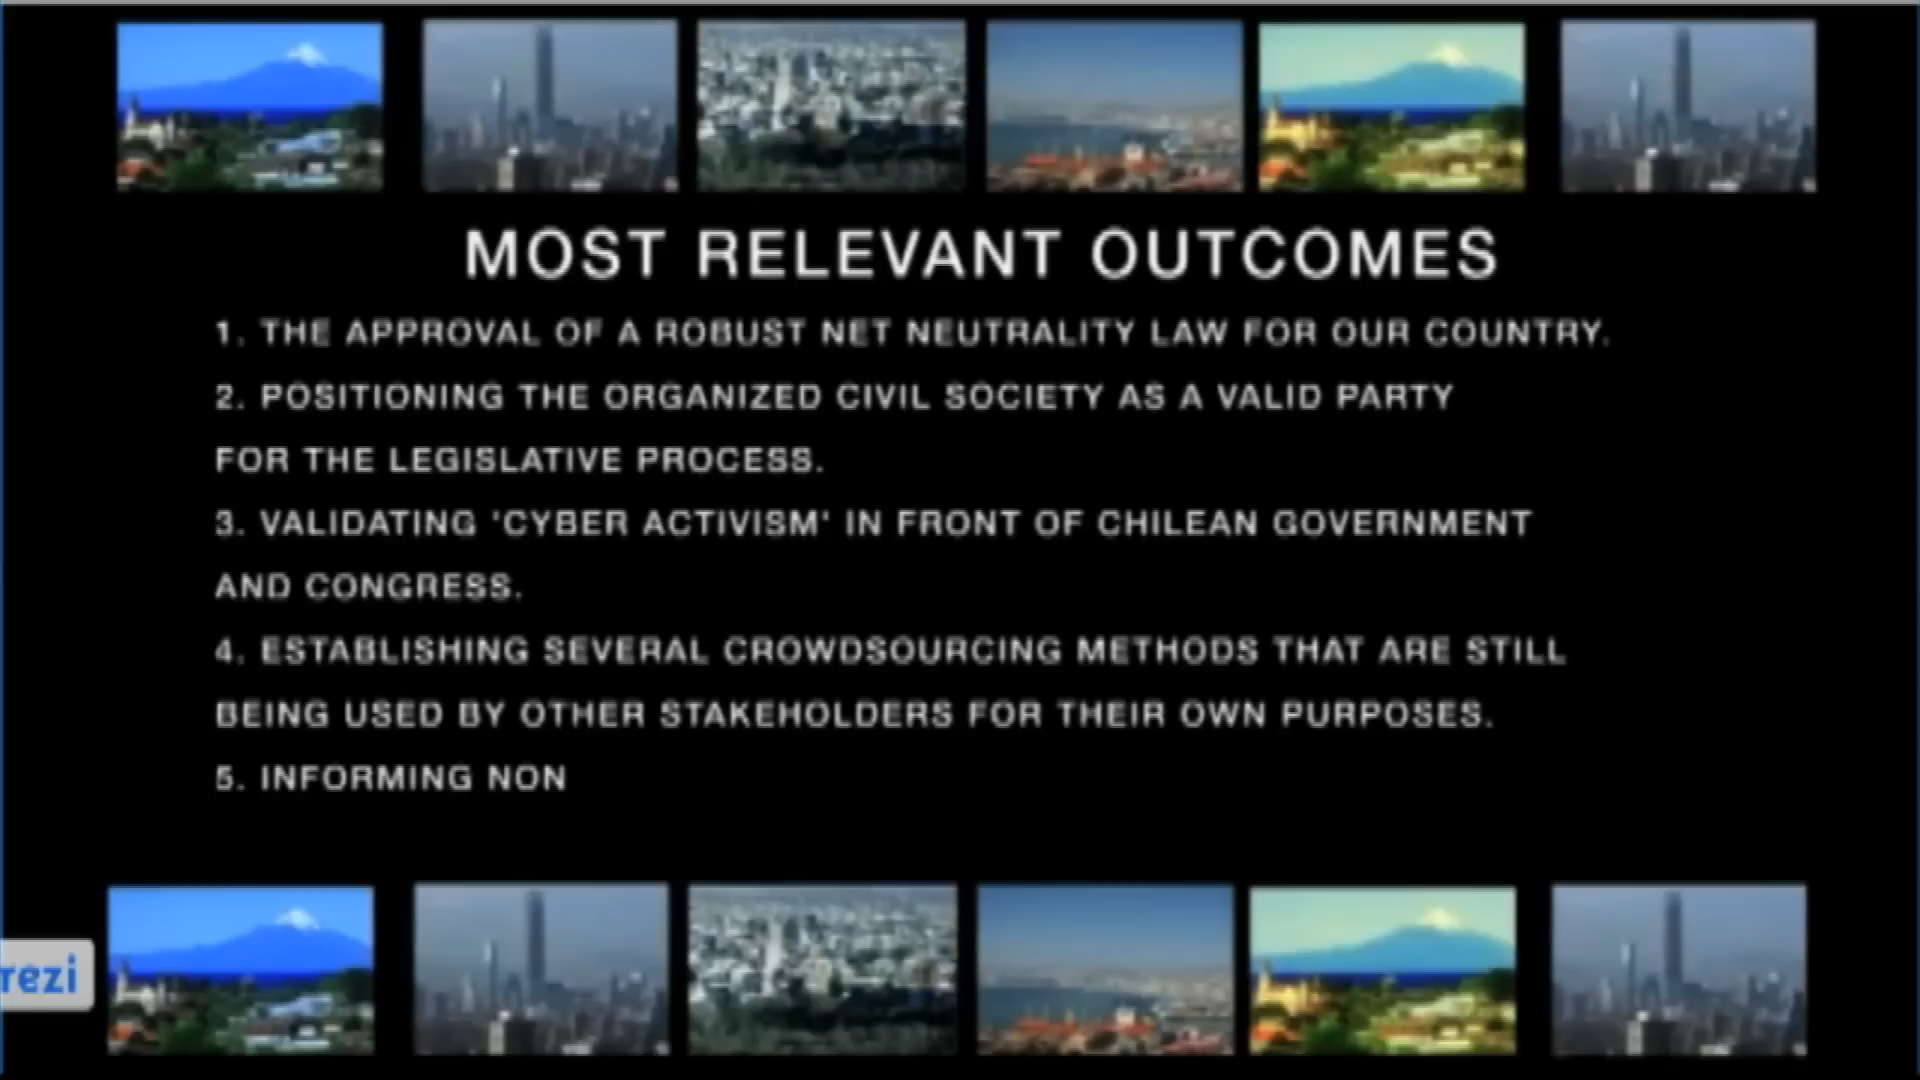 MOST RELEVANT OUTCOMES
1. THE APPROVAL OF A ROBUST NET NEUTRALITY LAW FOR OUR COUNTRY.
2. POSITIONING THE ORGANIZED CIVIL SOCIETY AS A VALID PARTY
FOR THE LEGISLATIVE PROCESS.
3. VALIDATING 'CYBER ACTIVISM' IN FRONT OF CHILEAN GOVERNMENT
AND CONGRESS.
4. ESTABLISHING SEVERAL CROWDSOURCING METHODS THAT ARE STILL
BEING USED BY OTHER STAKEHOLDERS FOR THEIR OWN PURPOSES.
5. INFORMING NON
rezi